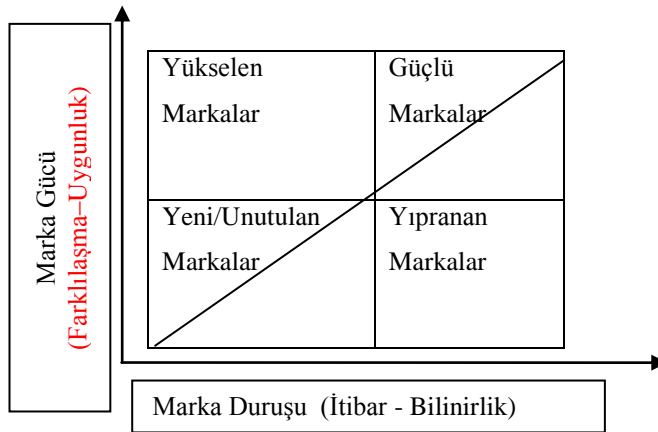 Marka Gücü
(Farklılaşma–Uygunluk)
Yükselen
Markalar
Güçlü
Markalar
Yeni/Unutulan
Markalar
Yıpranan
Markalar
Marka Duruşu  (İtibar - Bilinirlik)